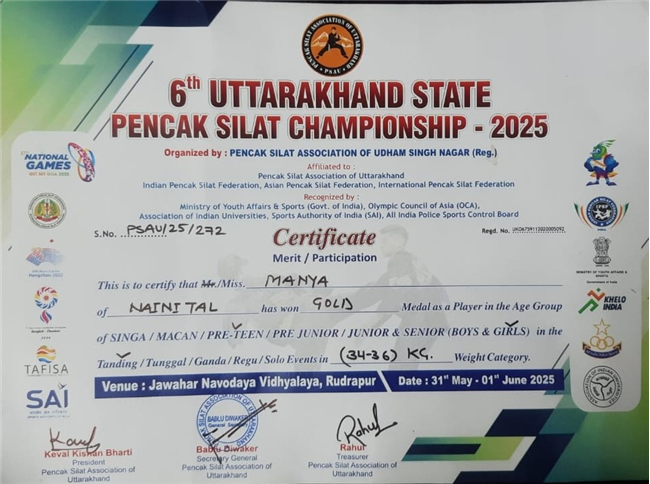 PENCAK SILAT ASSOCIATION OF UTTARAKHAND
PSAU
6th UTTARAKHAND STATE
PENCAK SILAT CHAMPIONSHIP - 2025
Organized by : PENCAK SILAT ASSOCIATION OF UDHAM SINGH NAGAR (Reg.)
Affiliated to :
Pencak Silat Association of Uttarakhand
Indian Pencak Silat Federation, Asian Pencak Silat Federation, International Pencak Silat Federation
Recognized by :
Ministry of Youth Affairs & Sports (Govt. of India), Olympic Council of Asia (OCA),
Association of Indian Universities, Sports Authority of India (SAI), All India Police Sports Control Board
NATIONAL
GAMES
S.No. PSAU/25/272
Regd. No.
Certificate
Merit / Participation
This is to certify that Mr./Miss. MANYA
of NAINITAL has won GOLD Medal as a Player in the Age Group
of SINGA / MACAN / PRE-TEEN / PRE JUNIOR / JUNIOR & SENIOR (BOYS & GIRLS) in the
Tanding / Tunggal / Ganda / Regu / Solo Events in (34-36) KG. Weight Category.
Venue : Jawahar Navodaya Vidhyalaya, Rudrapur / Date : 31st May - 01st June 2025
MINISTRY OF YOUTH AFFAIRS &
SPORTS
KHELO
INDIA
TAFISA
SAI
BABLU DIWAKER
General Secretary
Keval Kishan Bharti
President
Pencak Silat Association of
Uttarakhand
Bablu Diwaker
Secretary General
Pencak Silat Association of
Uttarakhand
Rahul
Rahul
Treasurer
Pencak Silat Association of
Uttarakhand